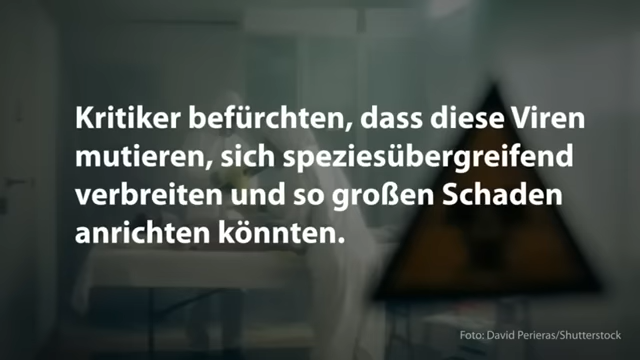 Kritiker befürchten, dass diese Viren
mutieren, sich speziesübergreifend
verbreiten und so großen Schaden
anrichten könnten.
Foto: David Perieras/Shutterstock